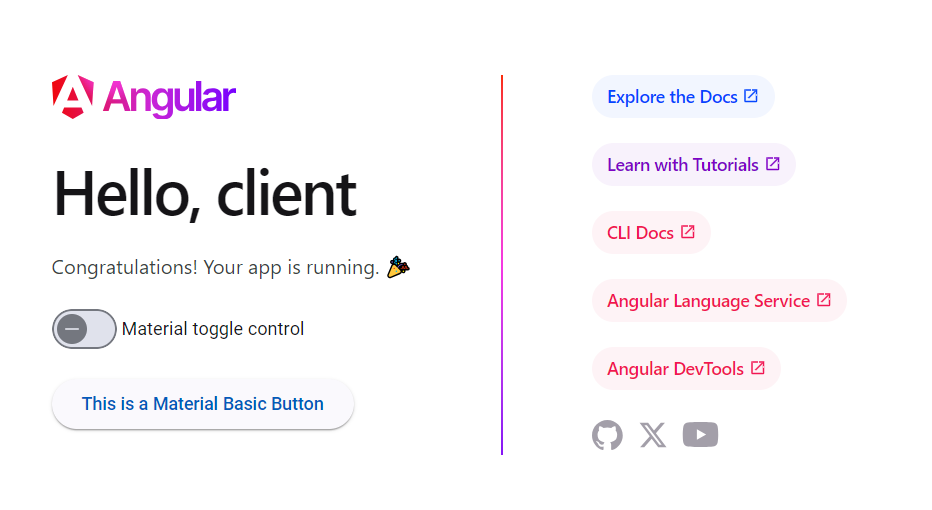 Angular
Hello, client
Congratulations! Your app is running. 🎉
Material toggle control
This is a Material Basic Button
Explore the Docs
Learn with Tutorials
CLI Docs
Angular Language Service
Angular DevTools